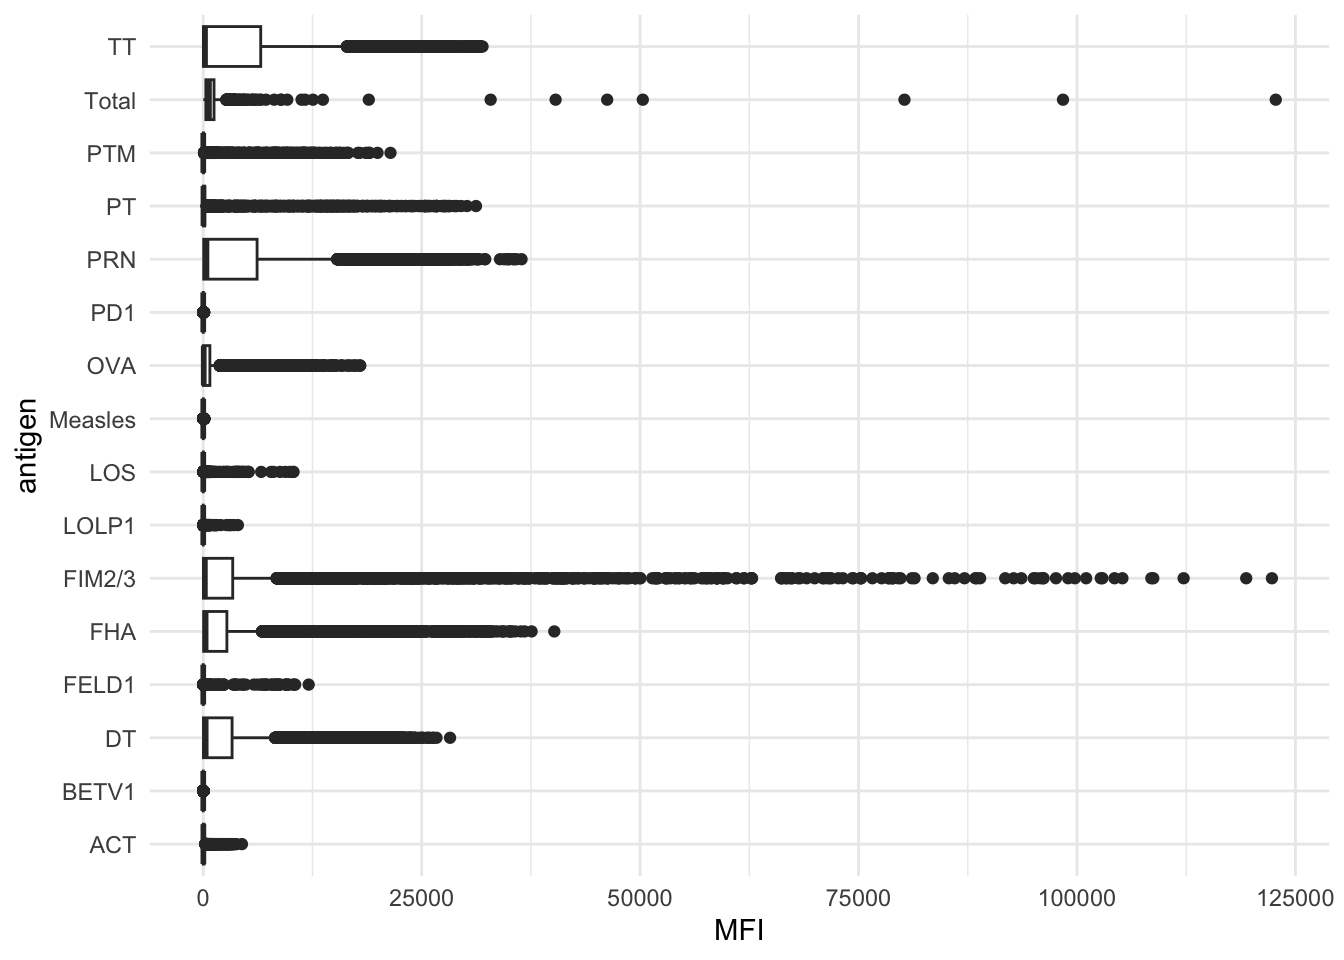 TT
Total
PTM
PT
PRN
PD1
OVA
Measles
LOS
LOLP1
FIM2/3
FHA
FELD1
DT
BETV1
ACT
antigen
0 25000 50000 75000 100000 125000
MFI